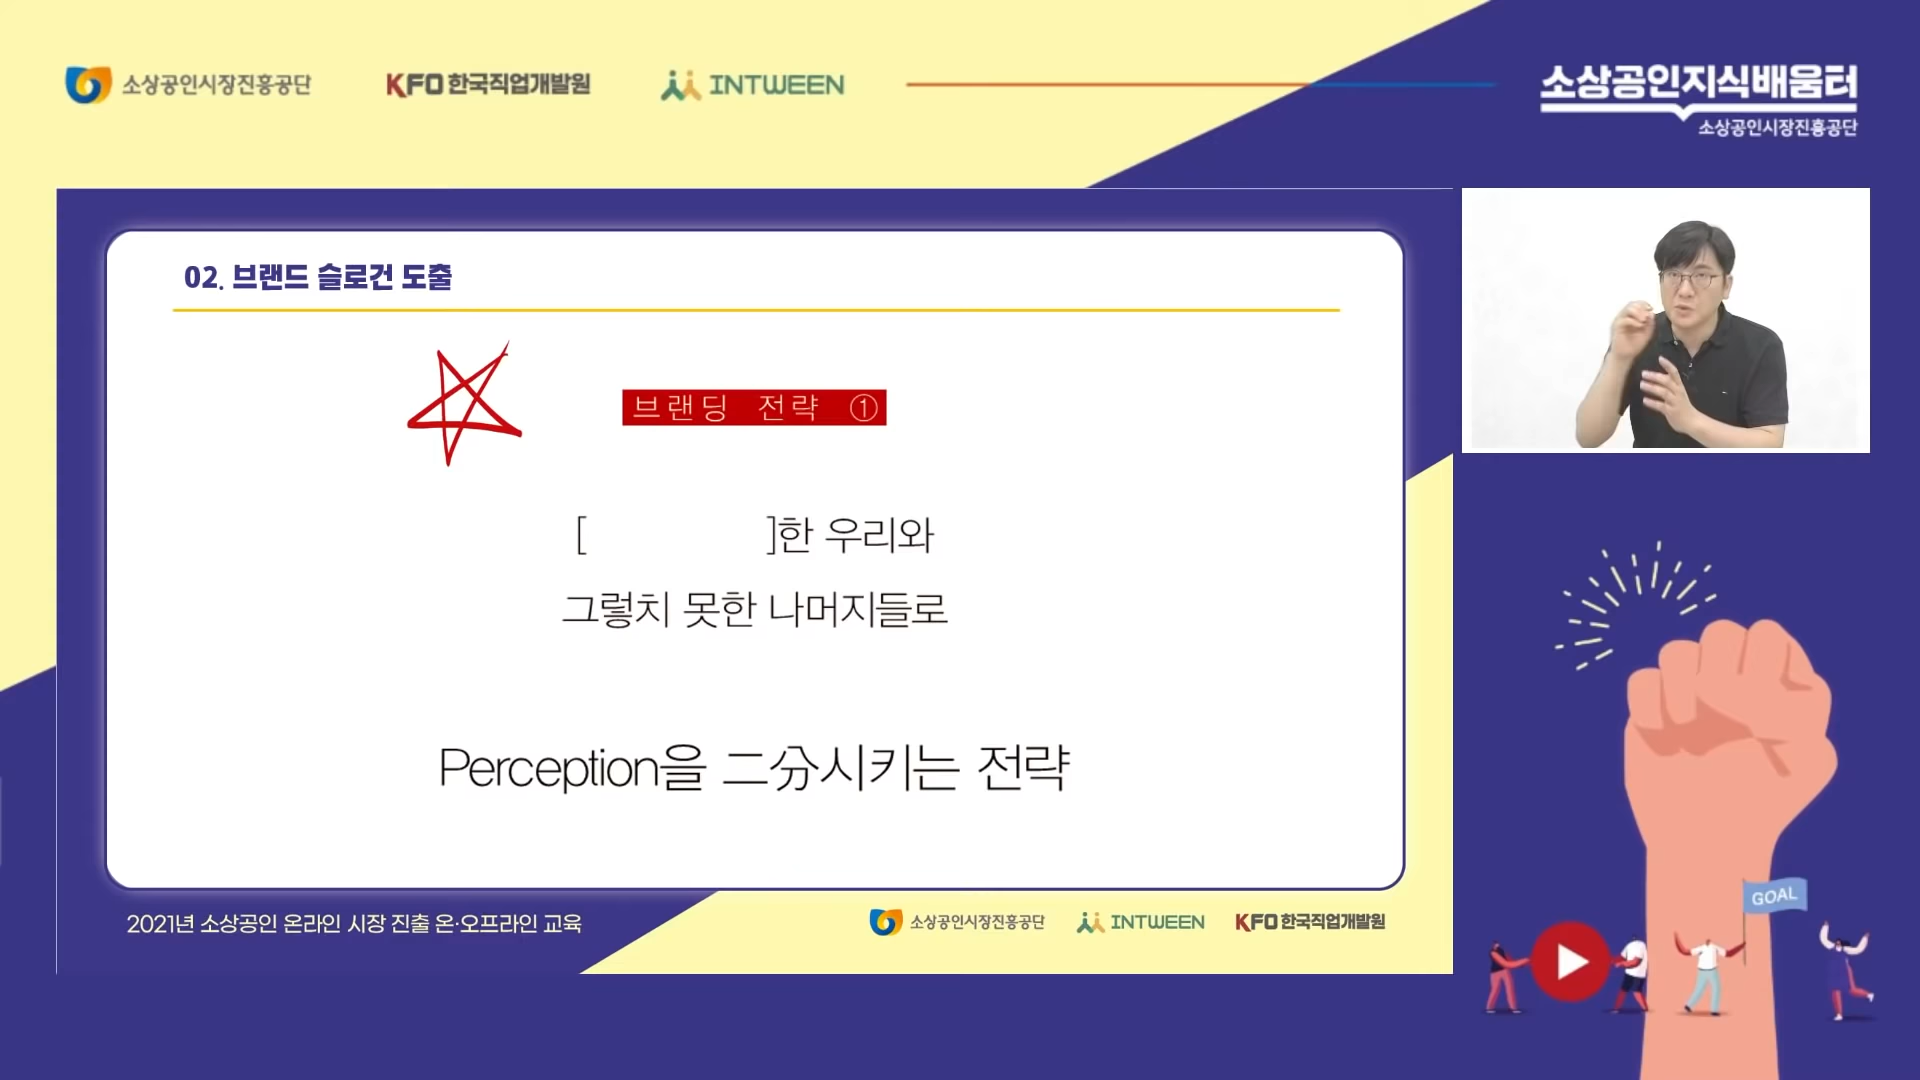 소상공인시장진흥공단
KFO 한국직업개발원
INTWEEN
소상공인지식배움터
소상공인시장진흥공단
02. 브랜드 슬로건 도출
브랜딩 전략 ①
[ ]한 우리와
그렇치 못한 나머지들로
Perception을 二分시키는 전략
2021년 소상공인 온라인 시장 진출 온·오프라인 교육
소상공인시장진흥공단
INTWEEN
KFO 한국직업개발원
GOAL